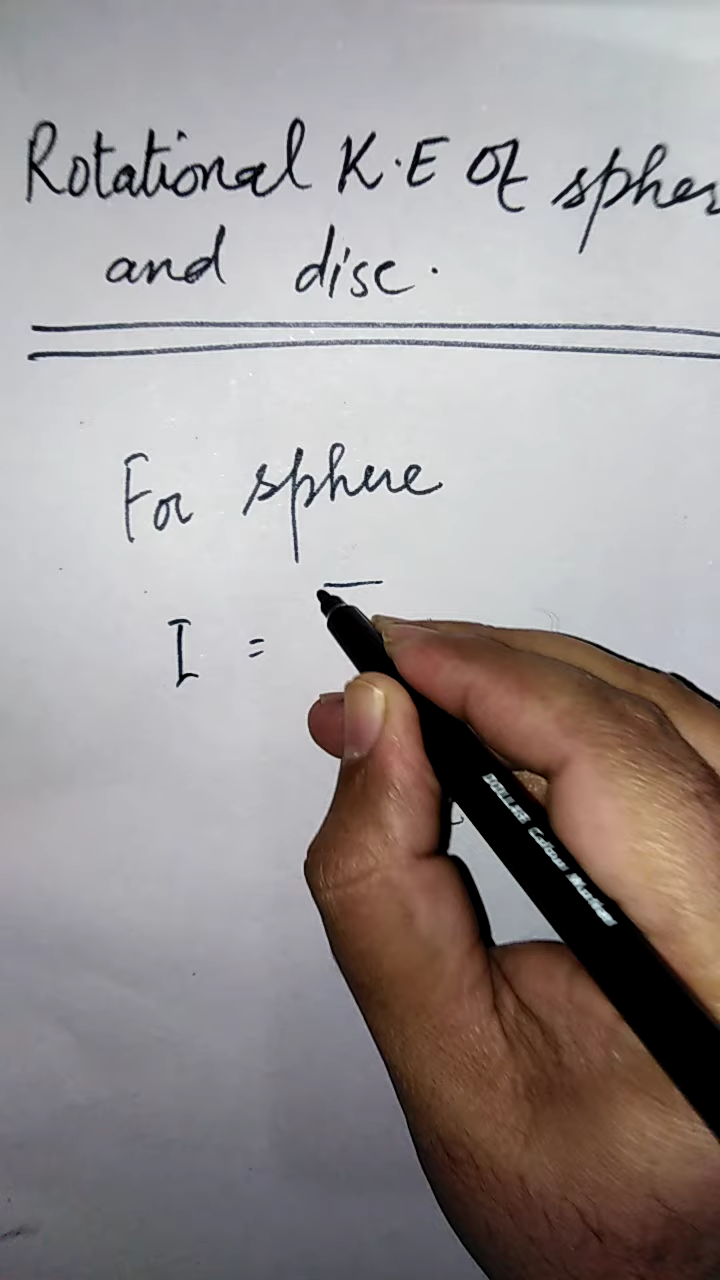 Rotational K.E Of spher
and disc.
For sphere
I =